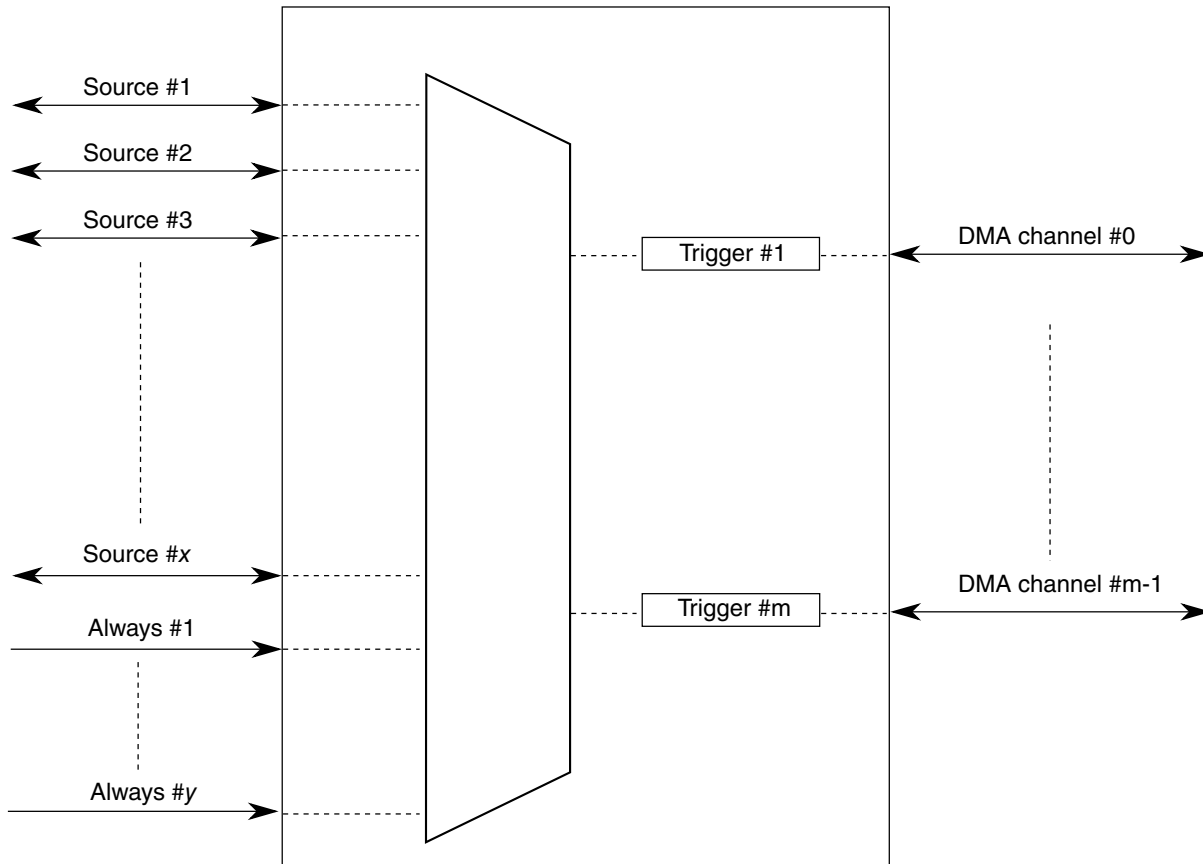 Source #1
Source #2
Source #3
Trigger #1
DMA channel #0
Source #x
Always #1
Trigger #m
DMA channel #m-1
Always #y